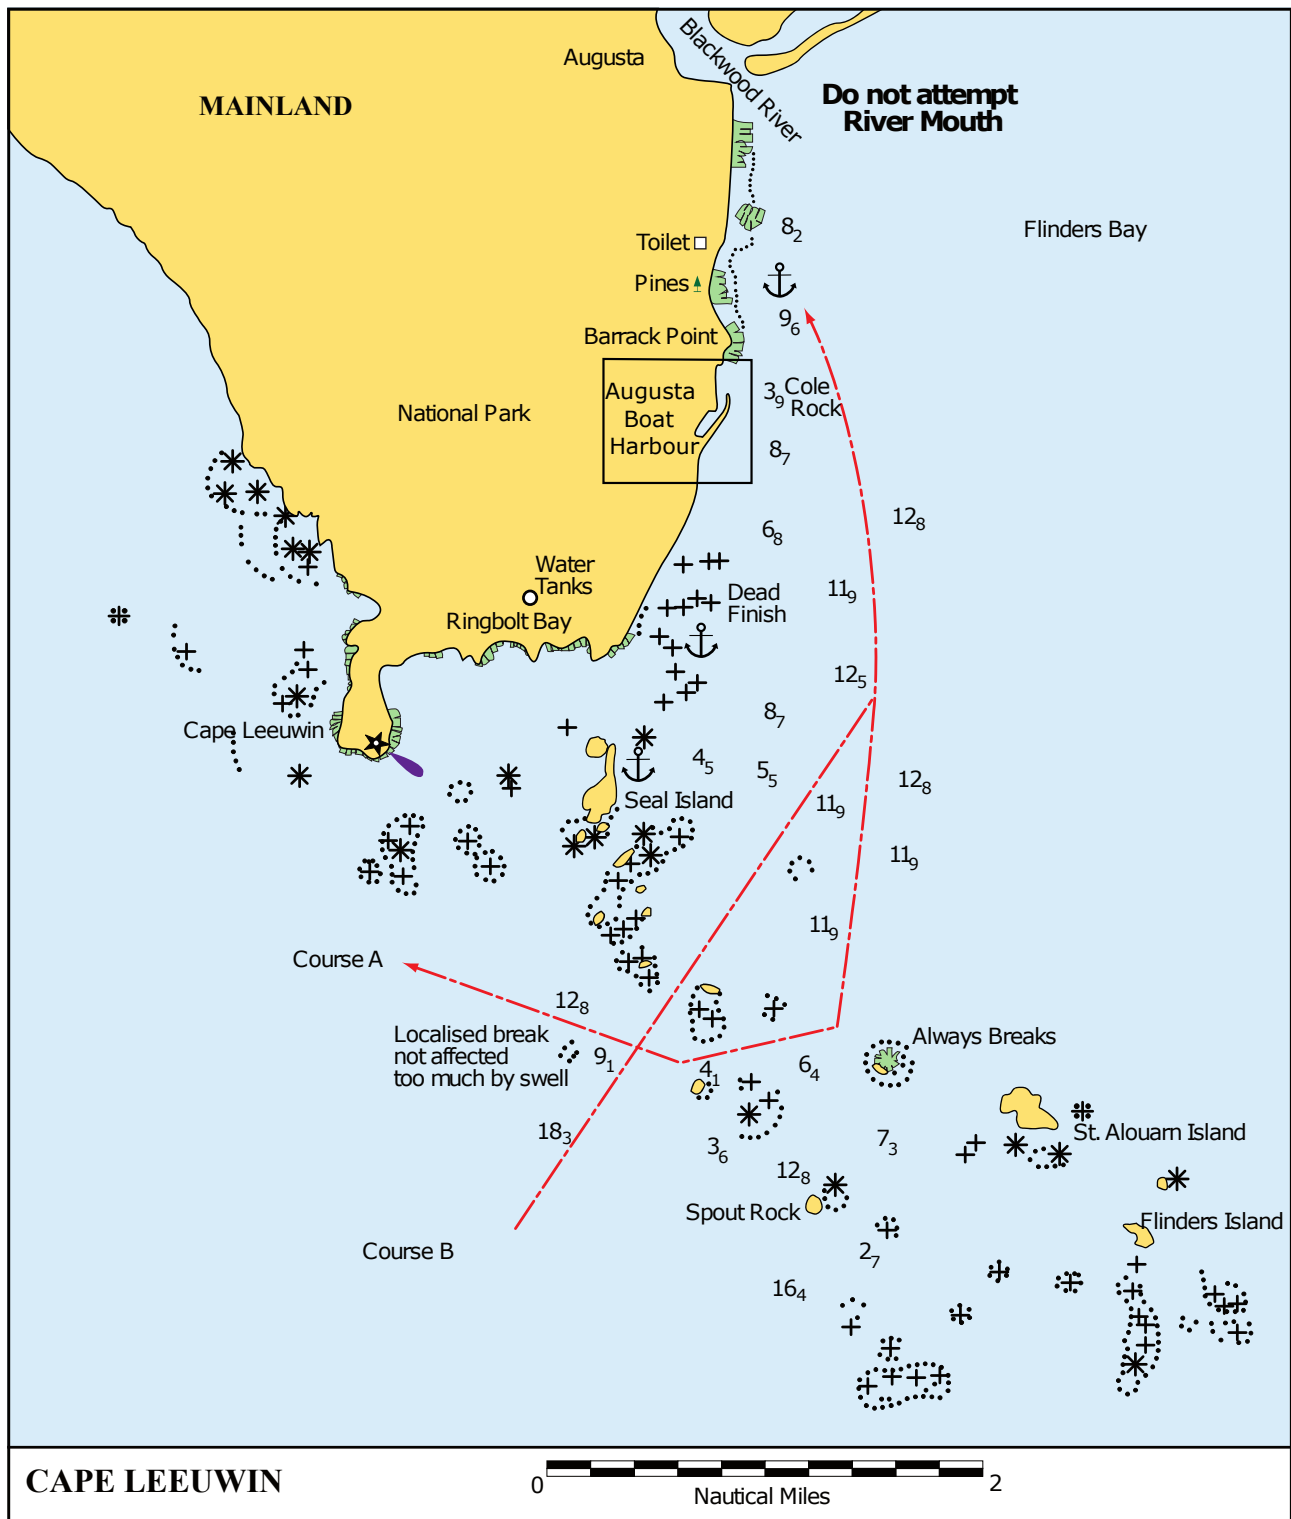 Augusta
Blackwood River
MAINLAND
Do not attempt
River Mouth
8₂
Flinders Bay
Toilet
Pines
9₆
Barrack Point
Augusta
Boat
Harbour
3₉
Cole
Rock
National Park
8₇
12₈
6₈
Water
Tanks
Dead
Finish
11₉
Ringbolt Bay
12₅
8₇
Cape Leeuwin
4₅
5₅
12₈
Seal Island
11₉
11₉
11₉
Course A
12₈
Localised break
not affected
too much by swell
9₁
4₁
6₄
Always Breaks
18₃
3₆
7₃
St. Alouarn Island
12₈
Spout Rock
Flinders Island
Course B
2₇
16₄
CAPE LEEUWIN
0
2
Nautical Miles